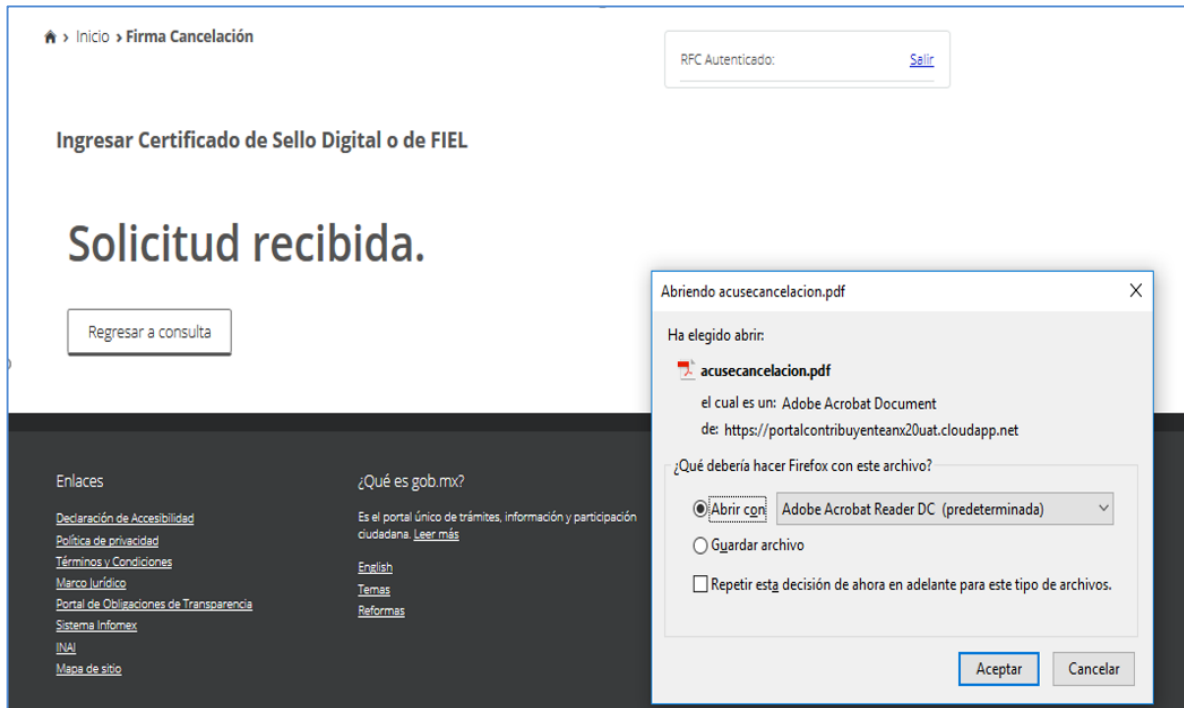 Inicio > Firma Cancelación
RFC Autenticado: Salir
Ingresar Certificado de Sello Digital o de FIEL
Solicitud recibida.
Regresar a consulta
Abriendo acusecancelacion.pdf
Ha elegido abrir:
acusecancelacion.pdf
el cual es un: Adobe Acrobat Document
de: https://portalcontribuyenteanx20uat.cloudapp.net
¿Qué debería hacer Firefox con este archivo?
Abrir con Adobe Acrobat Reader DC (predeterminada)
Guardar archivo
Repetir esta decisión de ahora en adelante para este tipo de archivos.
Aceptar Cancelar
Enlaces
Declaración de Accesibilidad
Política de privacidad
Términos y Condiciones
Marco Jurídico
Portal de Obligaciones de Transparencia
Sistema Infomex
INAI
Mapa de sitio
¿Qué es gob.mx?
Es el portal único de trámites, información y participación
ciudadana. Leer más
English
Temas
Reformas